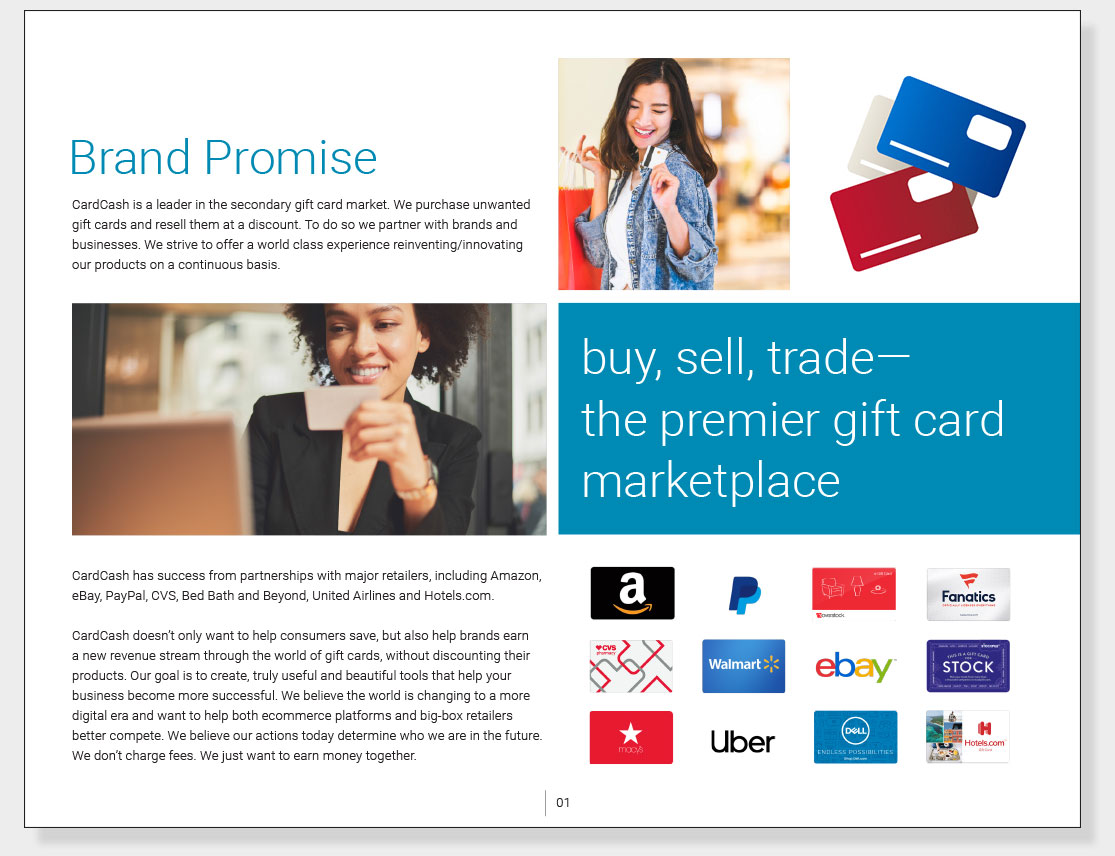 Brand Promise
CardCash is a leader in the secondary gift card market. We purchase unwanted
gift cards and resell them at a discount. To do so we partner with brands and
businesses. We strive to offer a world class experience reinventing/innovating
our products on a continuous basis.
buy, sell, trade—
the premier gift card
marketplace
CardCash has success from partnerships with major retailers, including Amazon,
eBay, PayPal, CVS, Bed Bath and Beyond, United Airlines and Hotels.com.
CardCash doesn’t only want to help consumers save, but also help brands earn
a new revenue stream through the world of gift cards, without discounting their
products. Our goal is to create, truly useful and beautiful tools that help your
business become more successful. We believe the world is changing to a more
digital era and want to help both ecommerce platforms and big-box retailers
better compete. We believe our actions today determine who we are in the future.
We don’t charge fees. We just want to earn money together.
a
P
overstock
Fanatics
CVS
pharmacy
Walmart
ebay
THIS IS A GIFT CARD
STOCK
macys
Uber
DELL
ENDLESS POSSIBILITIES
H
Hotels.com
01